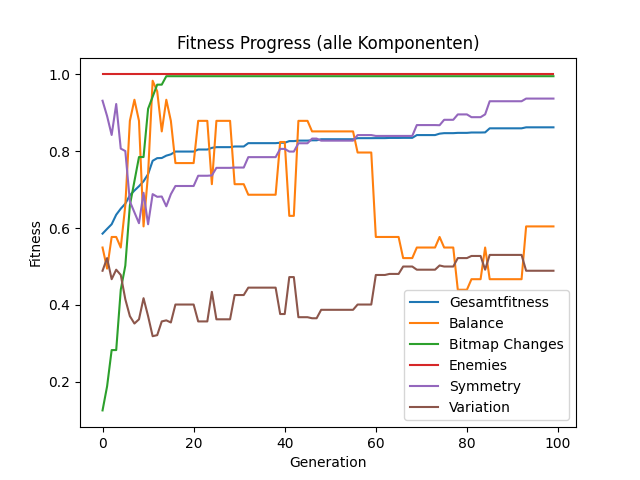 Fitness Progress (alle Komponenten)
Fitness
1.0
0.8
0.6
0.4
0.2
0
20
40
60
80
100
Generation
Gesamtfitness
Balance
Bitmap Changes
Enemies
Symmetry
Variation